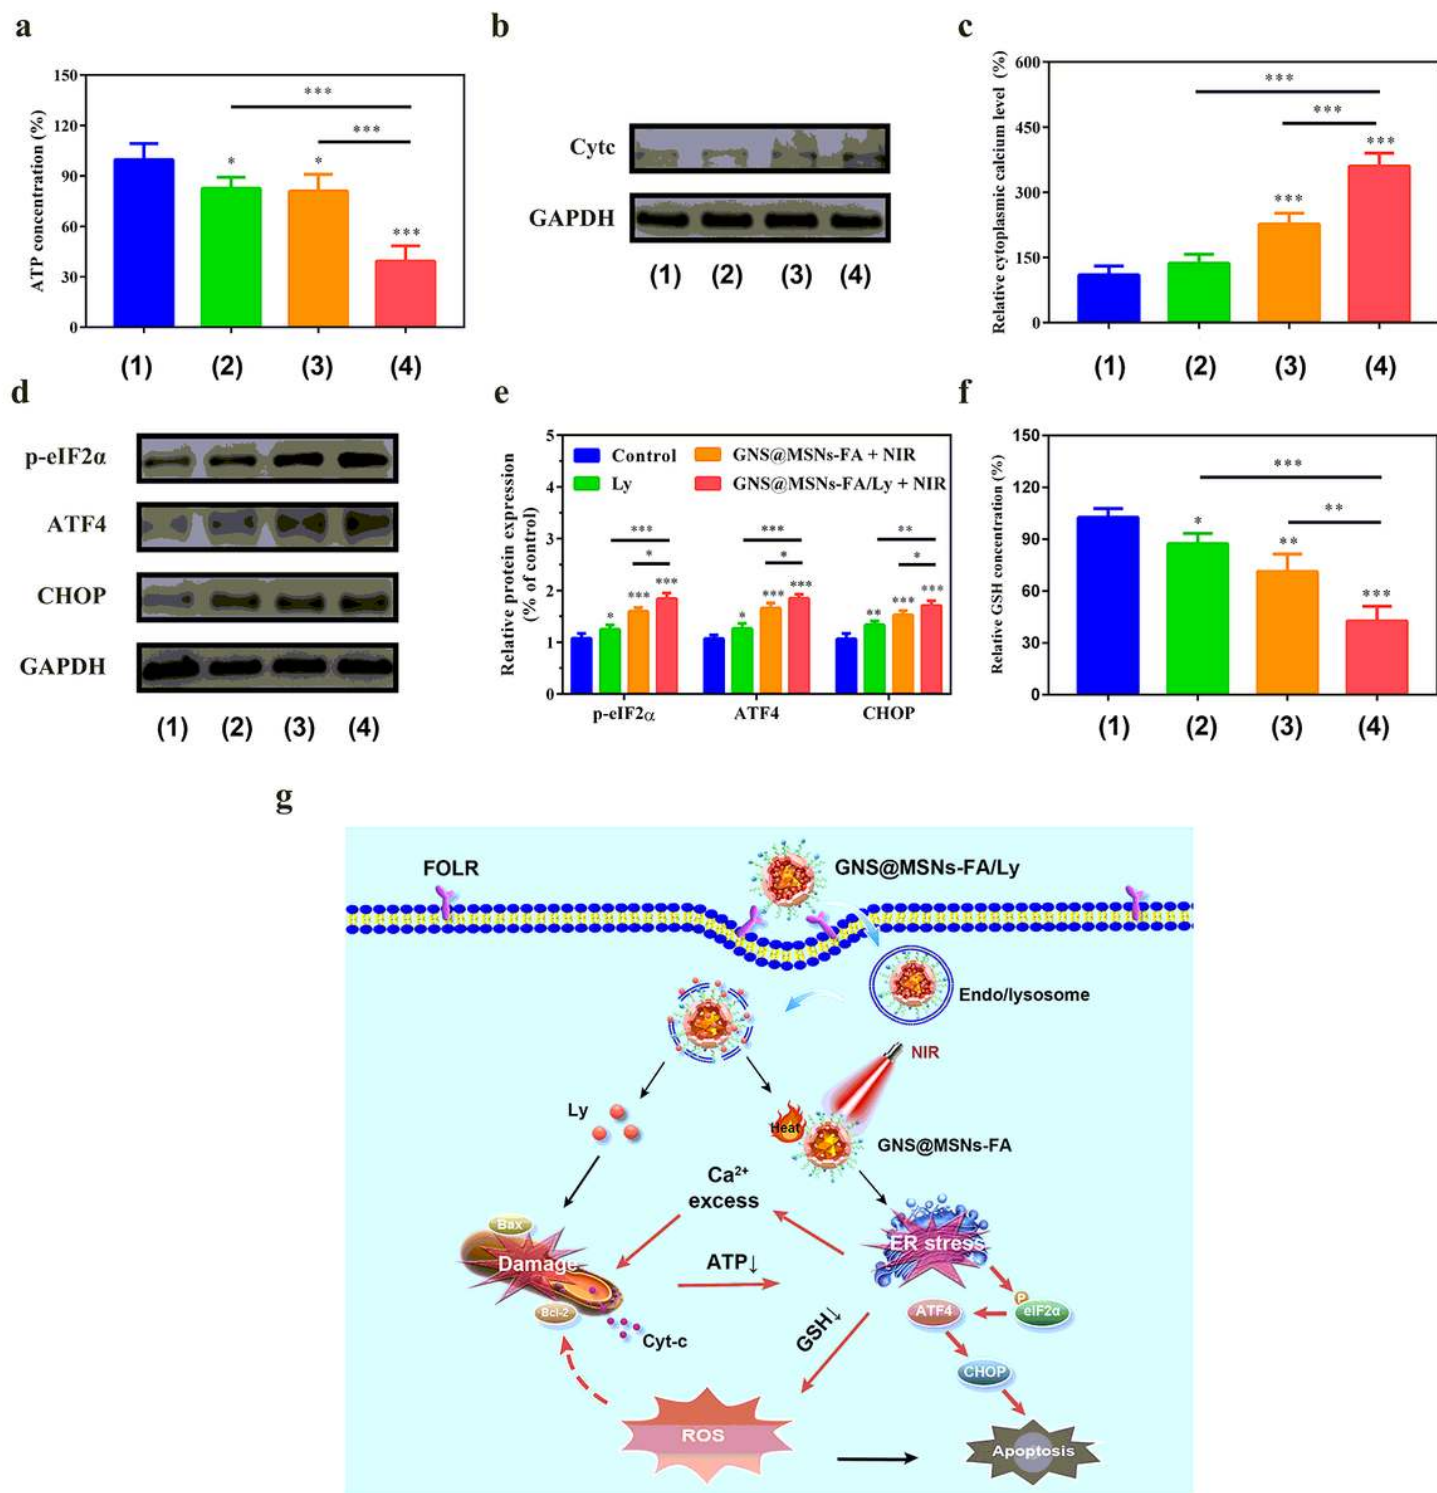 a
150
120
90
60
30
0
ATP concentration (%)
***
***
*
*
***
(1)
(2)
(3)
(4)
b
Cytc
GAPDH
(1)
(2)
(3)
(4)
c
600
450
300
150
0
Relative cytoplasmic calcium level (%)
***
***
***
***
(1)
(2)
(3)
(4)
d
p-eIF2α
ATF4
CHOP
GAPDH
(1)
(2)
(3)
(4)
e
5
4
3
2
1
0
Relative protein expression
(% of control)
Control
GNS@MSNs-FA + NIR
Ly
GNS@MSNs-FA/Ly + NIR
***
***
**
*
*
*
*
***
***
*
***
***
**
***
***
p-eIF2α
ATF4
CHOP
f
150
120
90
60
30
0
Relative GSH concentration (%)
***
**
*
**
***
(1)
(2)
(3)
(4)
g
FOLR
GNS@MSNs-FA/Ly
Endo/lysosome
NIR
Ly
Heat
GNS@MSNs-FA
Ca²⁺
excess
Bax
ER stress
Damage
ATP↓
P
Bcl-2
ATF4
eIF2α
GSH↓
Cyt-c
CHOP
ROS
Apoptosis